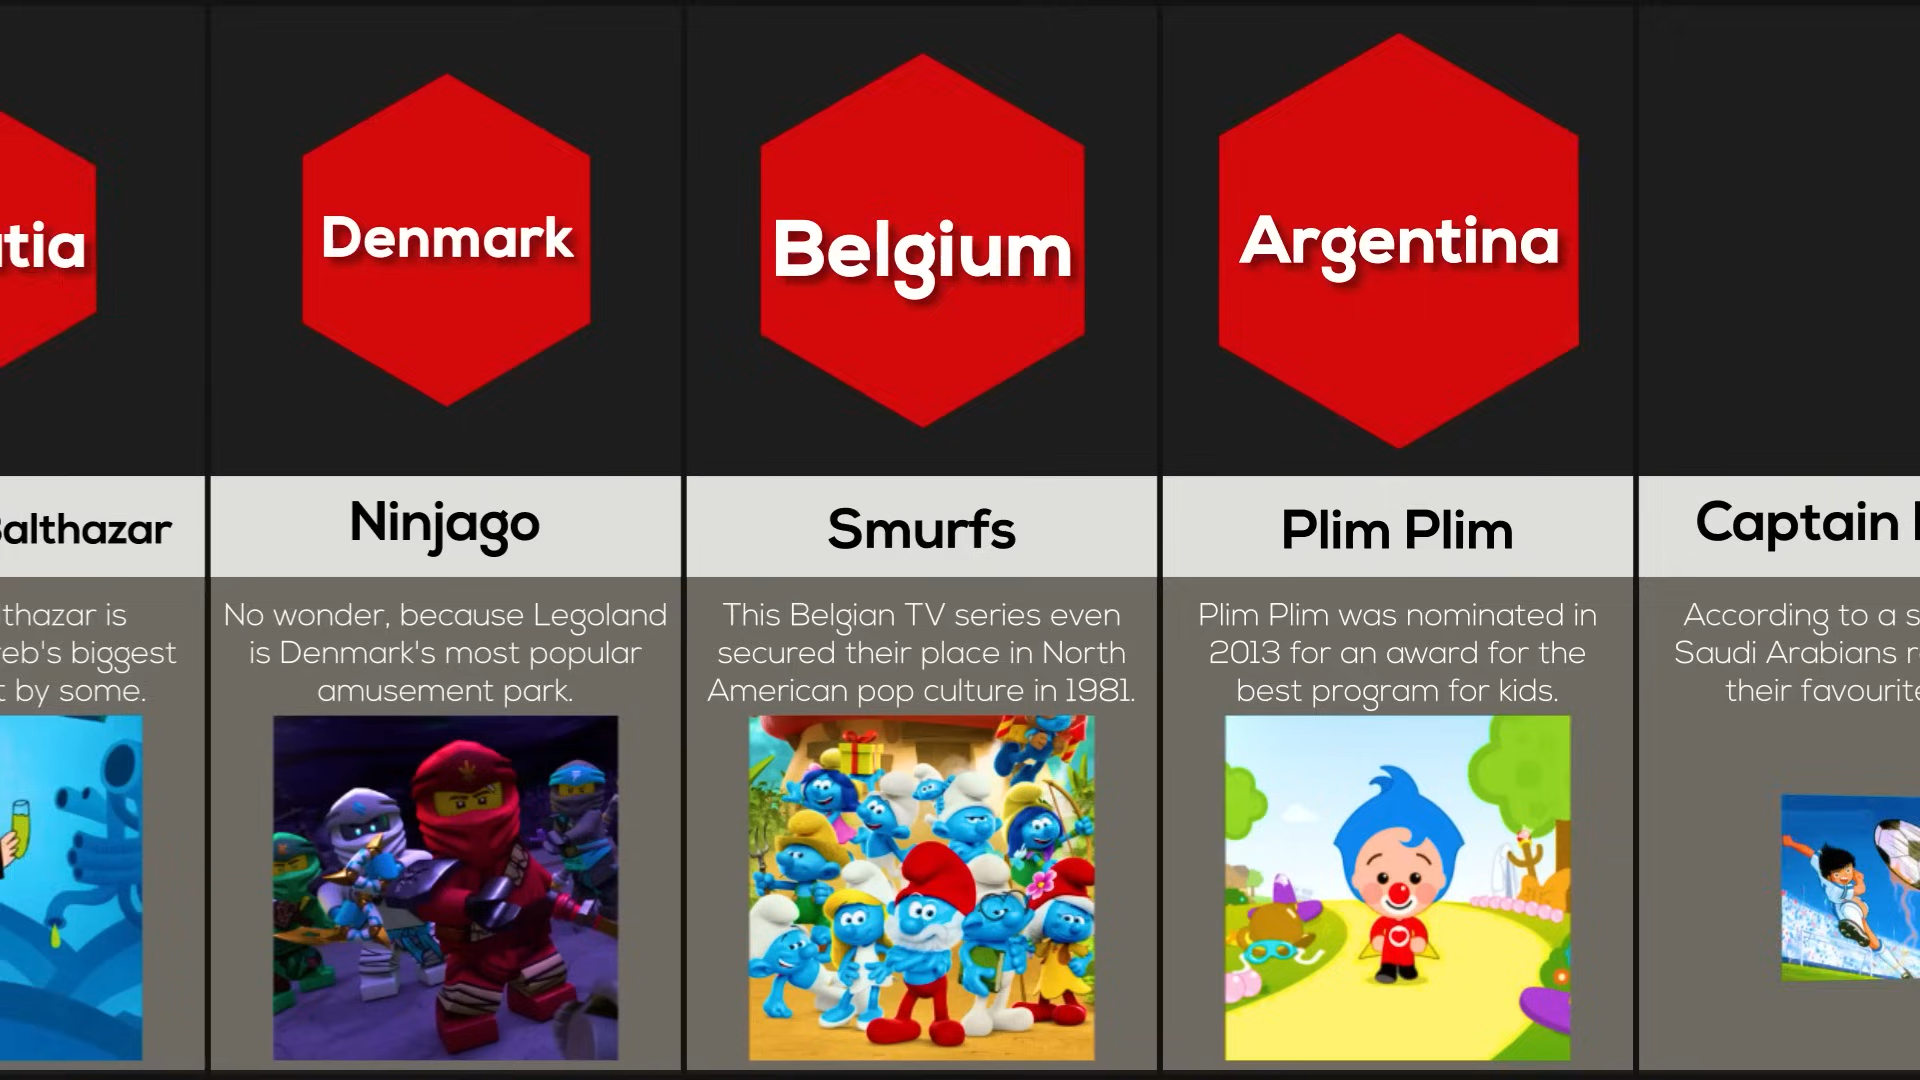 Denmark
Ninjago
No wonder, because Legoland
is Denmark's most popular
amusement park.
Belgium
Smurfs
This Belgian TV series even
secured their place in North
American pop culture in 1981.
Argentina
Plim Plim
Plim Plim was nominated in
2013 for an award for the
best program for kids.
tia
Balthazar
thazar is
eb's biggest
t by some.
Captain
According to a s
Saudi Arabians r
their favourite